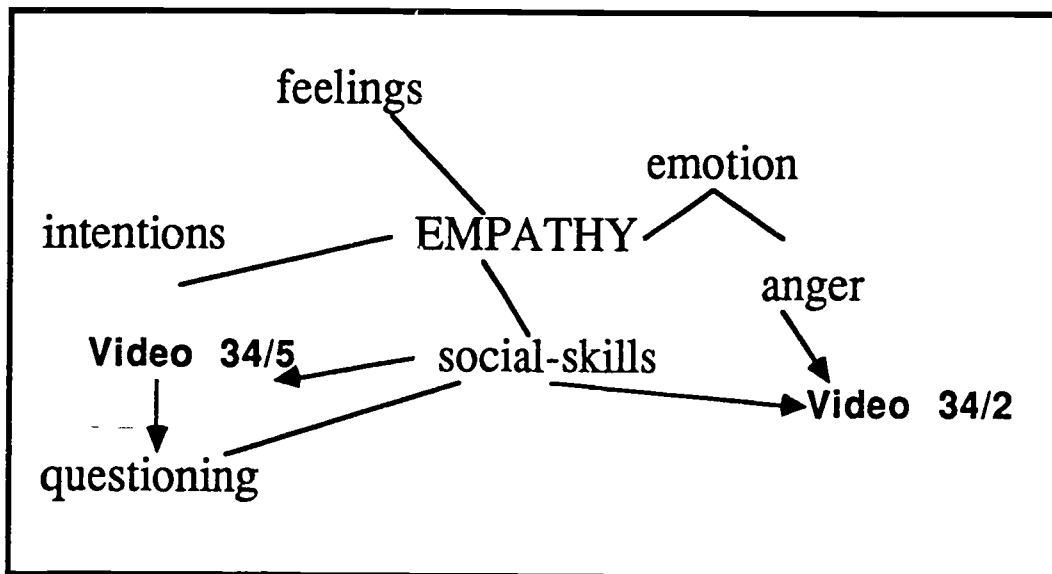 feelings
emotion
intentions
EMPATHY
anger
Video 34/5
social-skills
Video 34/2
questioning